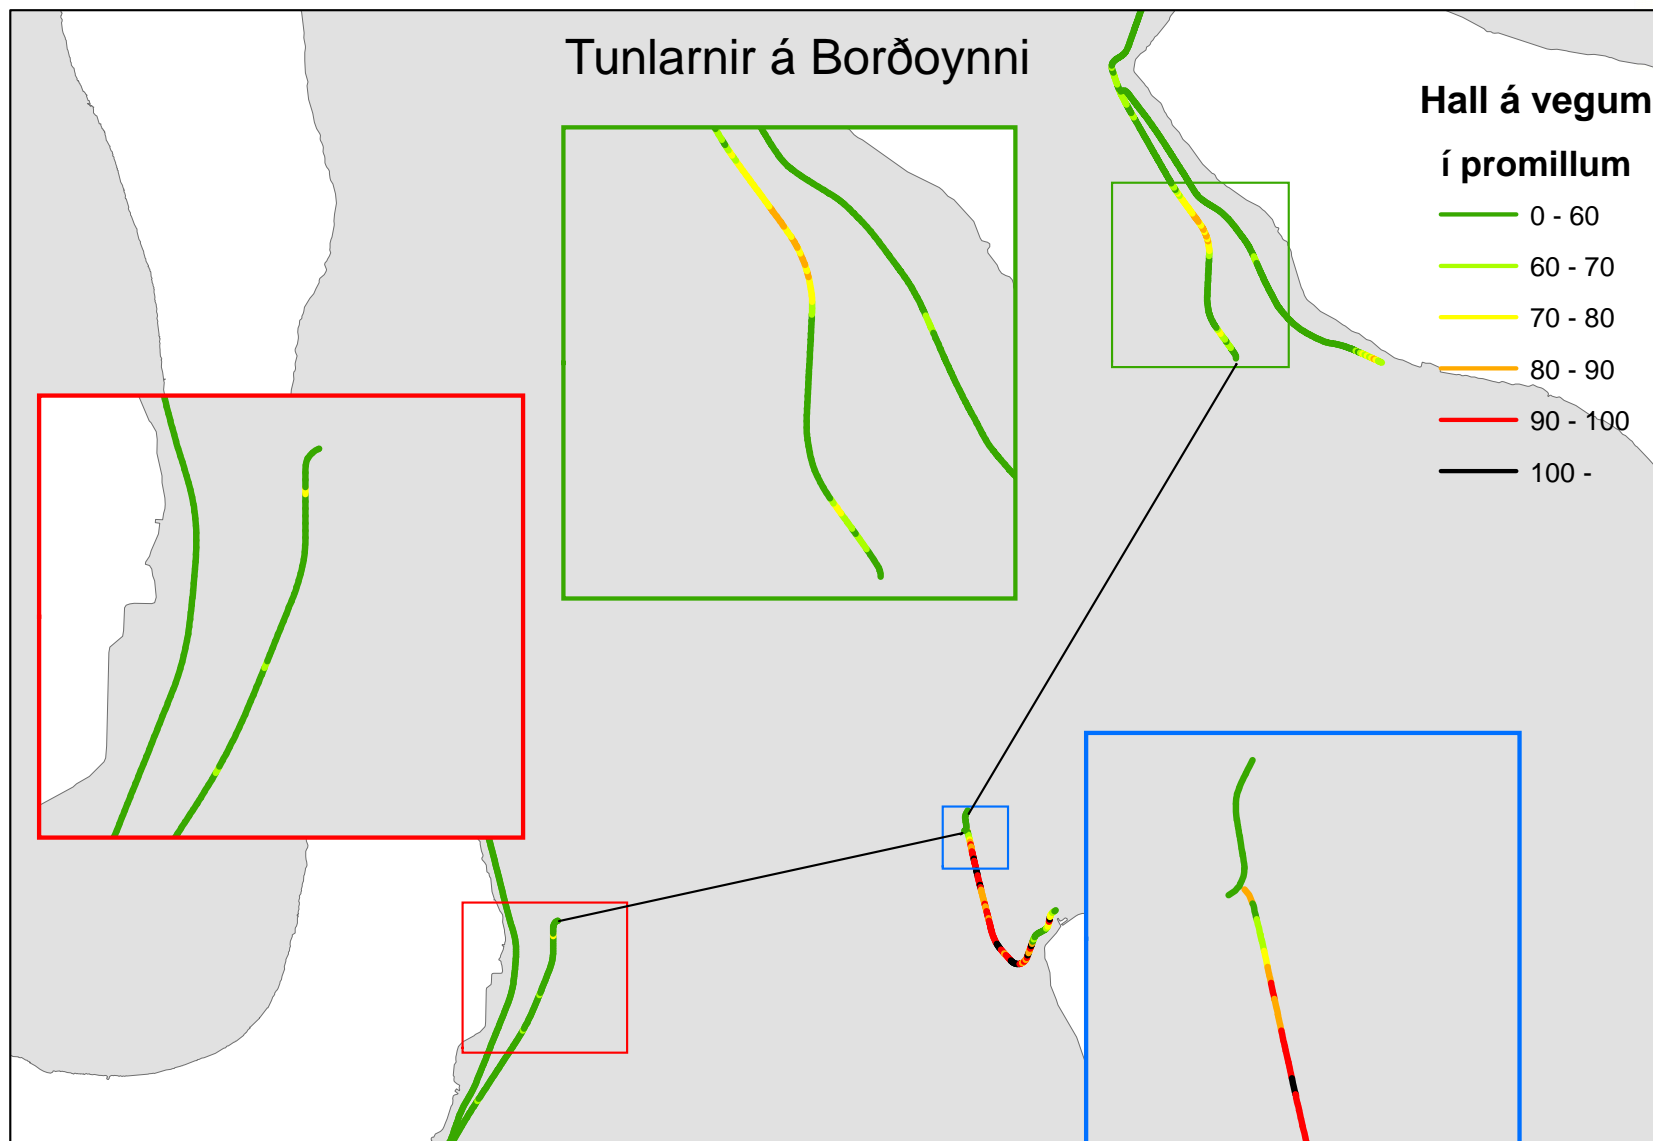 Tunlarnir á Borðoynni
Hall á vegum
í promillum
0 - 60
60 - 70
70 - 80
80 - 90
90 - 100
100 -